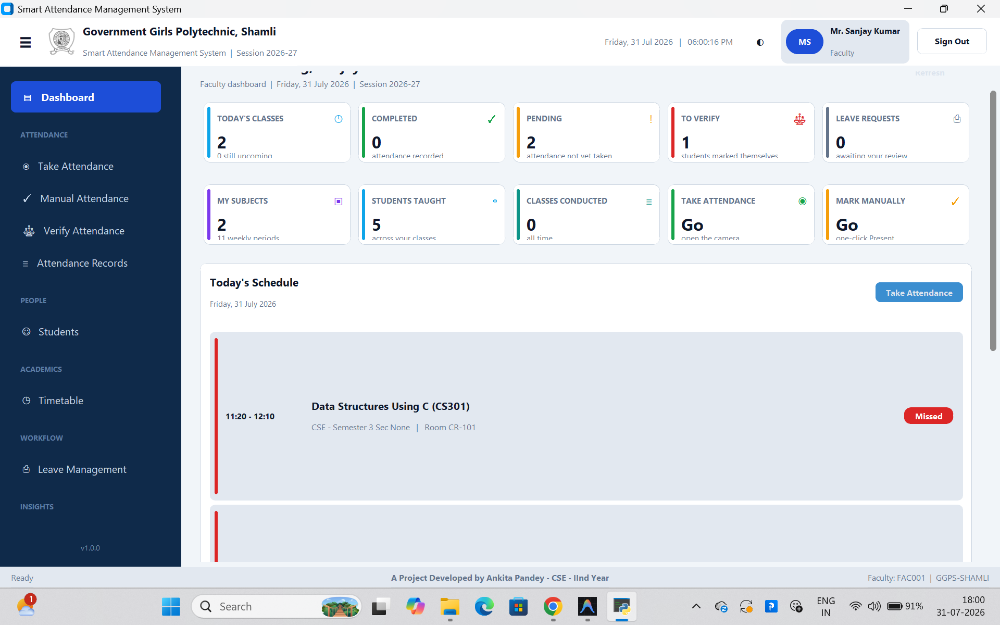 Smart Attendance Management System
Government Girls Polytechnic, Shamli
Smart Attendance Management System | Session 2026-27
Friday, 31 Jul 2026 | 06:00:16 PM
MS
Mr. Sanjay Kumar
Faculty
Sign Out
Dashboard
ATTENDANCE
Take Attendance
Manual Attendance
Verify Attendance
Attendance Records
PEOPLE
Students
ACADEMICS
Timetable
WORKFLOW
Leave Management
INSIGHTS
v1.0.0
Refresh
Faculty dashboard | Friday, 31 July 2026 | Session 2026-27
TODAY'S CLASSES
2
0 still upcoming
COMPLETED
0
attendance recorded
PENDING
2
attendance not yet taken
TO VERIFY
1
students marked themselves
LEAVE REQUESTS
0
awaiting your review
MY SUBJECTS
2
11 weekly periods
STUDENTS TAUGHT
5
across your classes
CLASSES CONDUCTED
0
all time
TAKE ATTENDANCE
Go
open the camera
MARK MANUALLY
Go
one-click Present
Today's Schedule
Friday, 31 July 2026
Take Attendance
11:20 - 12:10
Data Structures Using C (CS301)
CSE - Semester 3 Sec None | Room CR-101
Missed
Ready
A Project Developed by Ankita Pandey - CSE - IInd Year
Faculty: FAC001 | GGPS-SHAMLI
1
Search
ENG
IN
91%
18:00
31-07-2026